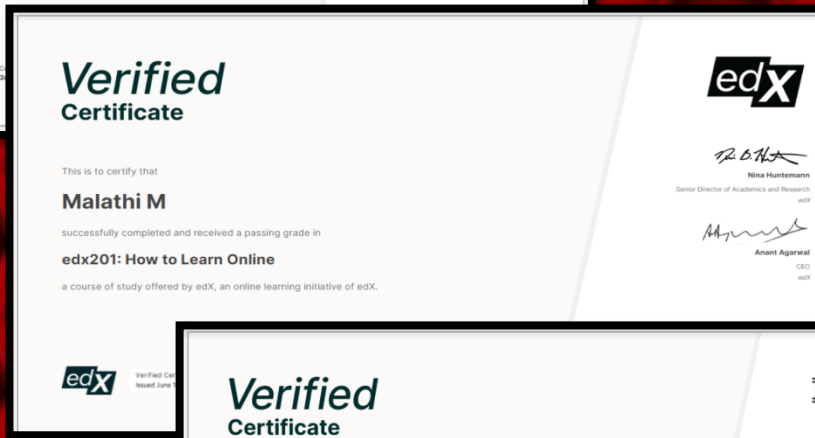 Verified
Certificate
This is to certify that
Malathi M
successfully completed and received a passing grade in
edx201: How to Learn Online
a course of study offered by edX, an online learning initiative of edX.
edX
Nina Huntemann
Senior Director of Academics and Research
edX
Anant Agarwal
CEO
edX
edX
Verified Cer
Issued June 1
Verified
Certificate